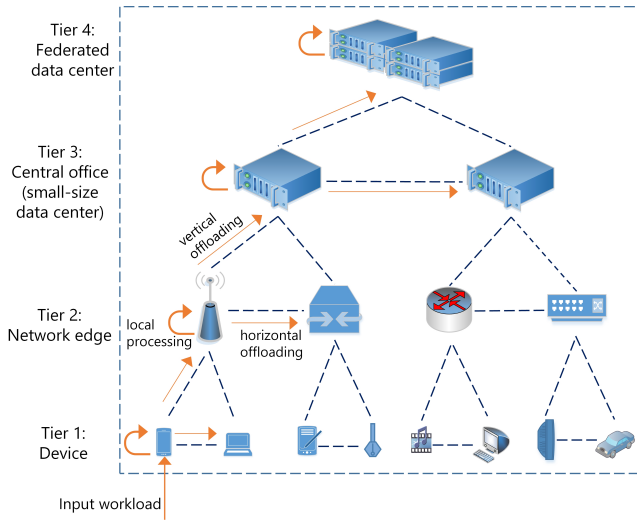 Tier 4:
Federated
data center
Tier 3:
Central office
(small-size
data center)
vertical
offloading
Tier 2:
Network edge
local
processing
horizontal
offloading
Tier 1:
Device
Input workload